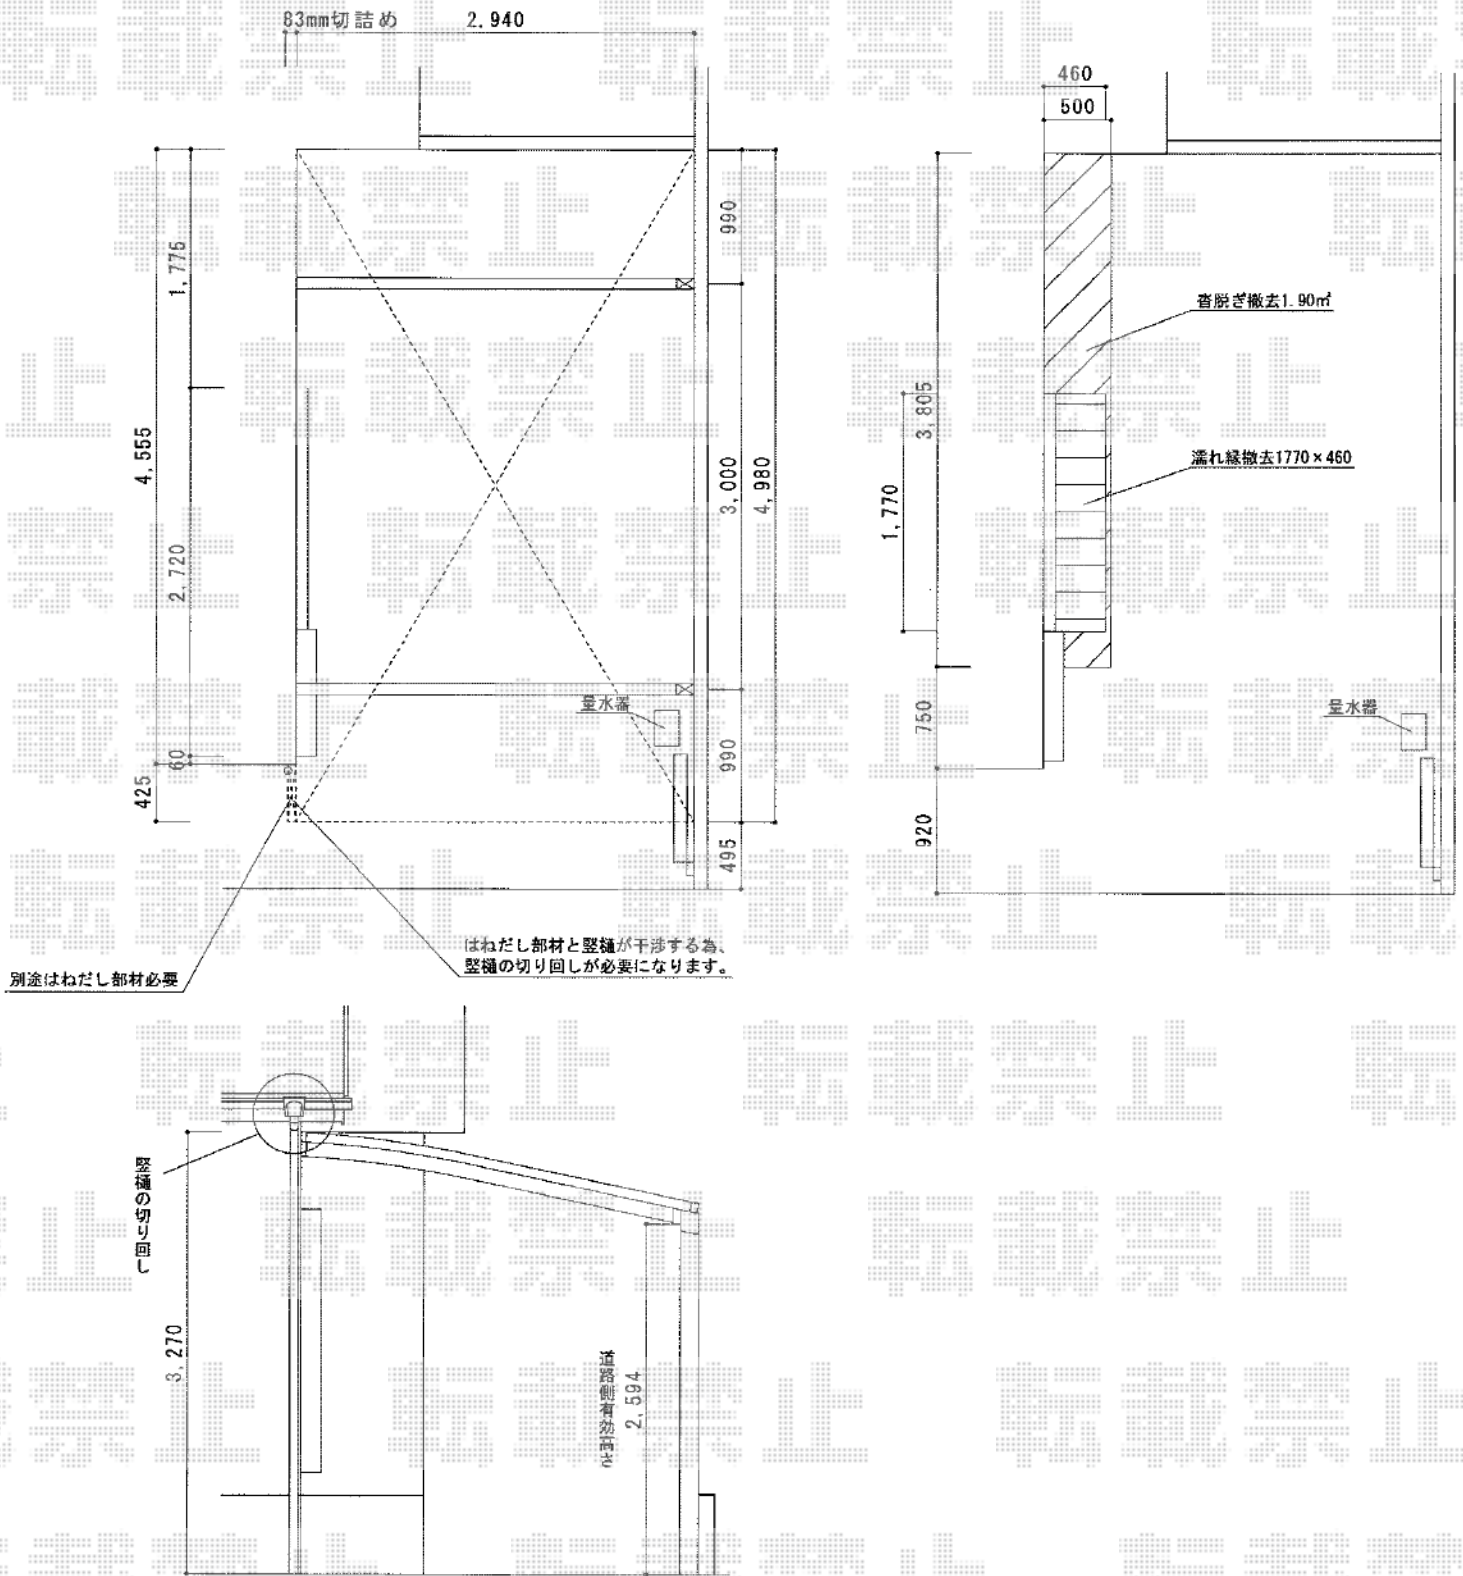 83mm切詰め
2.940
460
500
990
1,775
沓脱ぎ撤去1.90㎡
3,805
4,555
濡れ縁撤去1770×460
3,000
4,980
1,770
2,720
量水器
量水器
750
60
990
425
920
495
はねだし部材と竪樋が干渉する為、
竪樋の切り回しが必要になります。
別途はねだし部材必要
竪樋の切り回し
3,270
道路側有効高さ
2,594
転載禁止